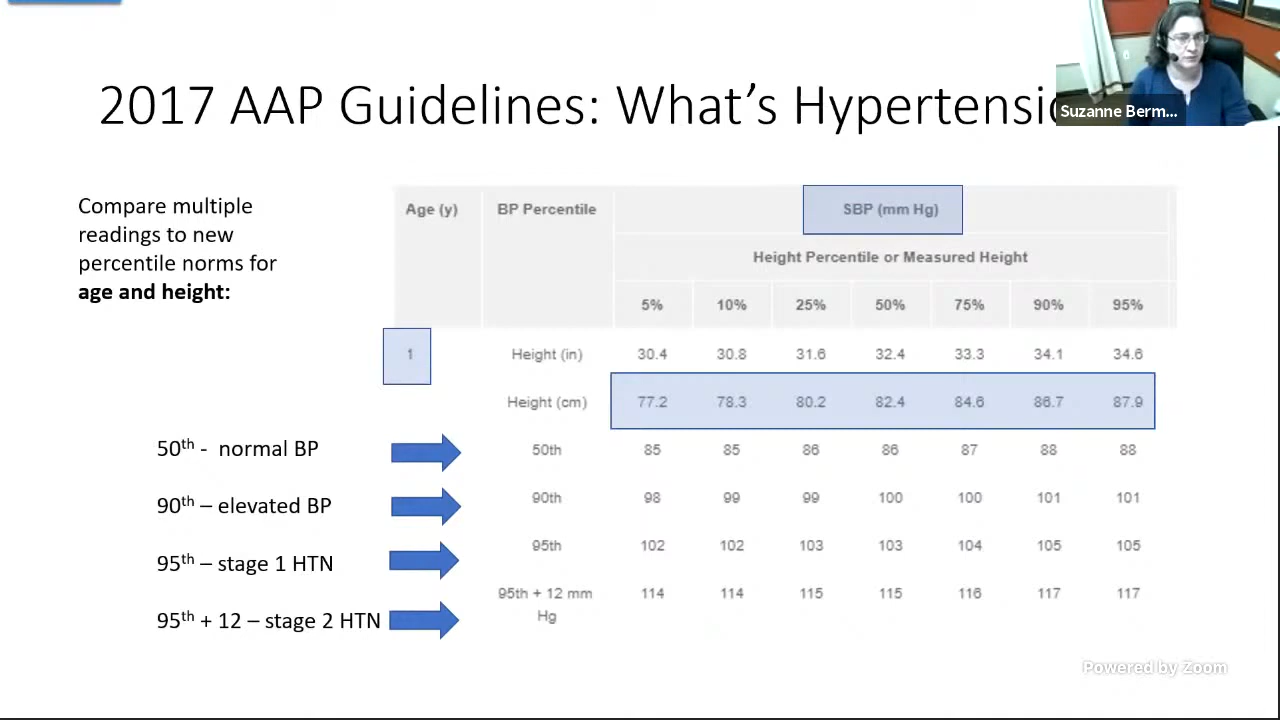 2017 AAP Guidelines: What's Hypertensio
Suzanne Berm...
Compare multiple
readings to new
percentile norms for
age and height:
Age (y) BP Percentile SBP (mm Hg)
Height Percentile or Measured Height
5% 10% 25% 50% 75% 90% 95%
1 Height (in) 30.4 30.8 31.6 32.4 33.3 34.1 34.6
Height (cm) 77.2 78.3 80.2 82.4 84.6 86.7 87.9
50th - normal BP 50th 85 85 86 86 87 88 88
90th – elevated BP 90th 98 99 99 100 100 101 101
95th – stage 1 HTN 95th 102 102 103 103 104 105 105
95th + 12 – stage 2 HTN 95th + 12 mm 114 114 115 115 116 117 117
Hg
Powered by Zoom